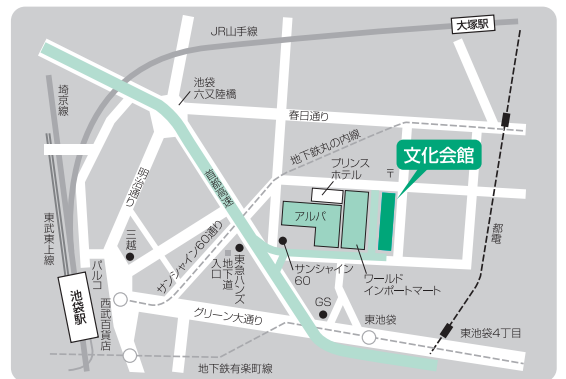 大塚駅
JR山手線
池袋
六又陸橋
埼京線
春日通り
地下鉄丸の内線
文化会館
プリンス
ホテル
〒
首都高速
明治通り
アルパ
都電
東武東上線
三越
サンシャイン60通り
東急ハンズ
地下道
入口
サンシャイン
60
ワールド
インポートマート
パルコ
池袋駅
西武百貨店
グリーン大通り
GS
東池袋
東池袋4丁目
地下鉄有楽町線